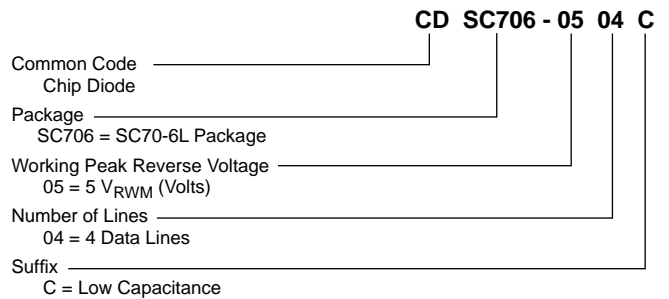 CD SC706 - 05 04 C
Common Code
Chip Diode
Package
SC706 = SC70-6L Package
Working Peak Reverse Voltage
05 = 5 VRWM (Volts)
Number of Lines
04 = 4 Data Lines
Suffix
C = Low Capacitance